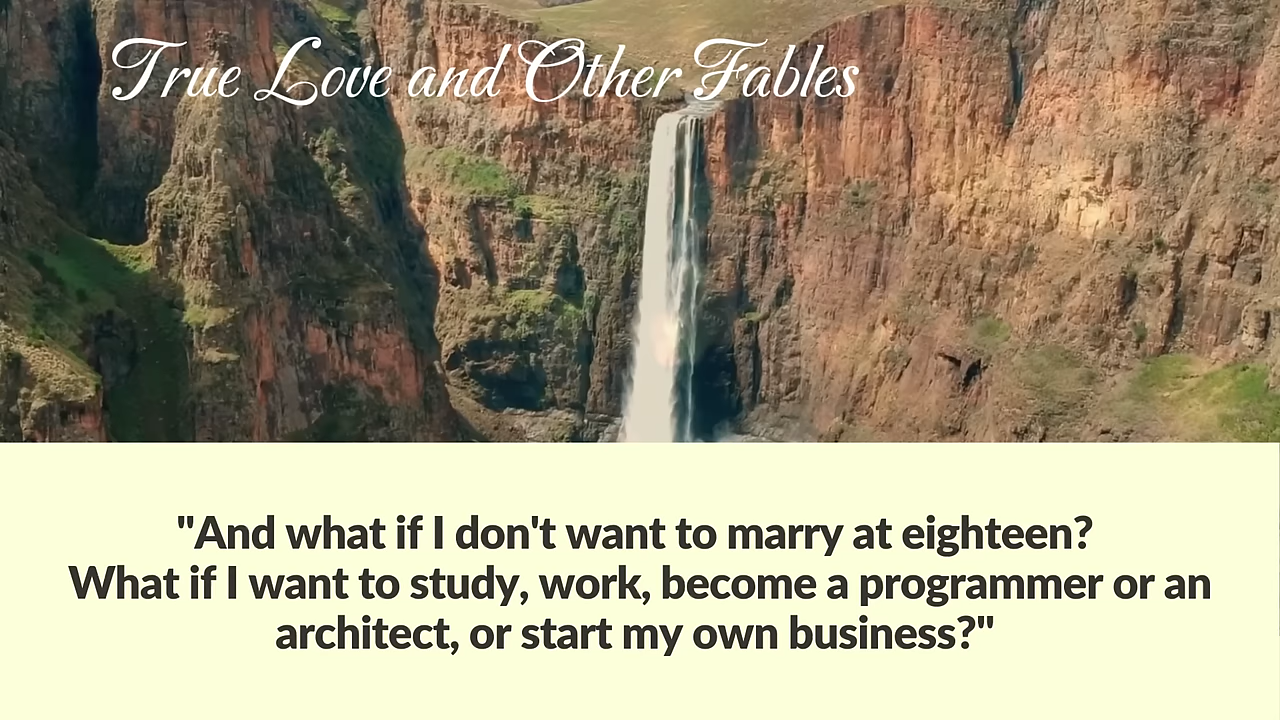 True Love and Other Fables
"And what if I don't want to marry at eighteen?
What if I want to study, work, become a programmer or an
architect, or start my own business?"